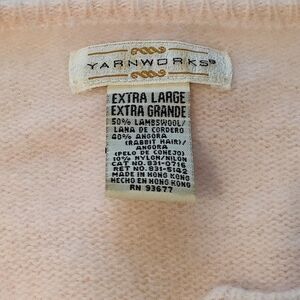 YARNWORKS®
EXTRA LARGE
EXTRA GRANDE
50% LAMBSWOOL/
LANA DE CORDERO
40% ANGORA
(RABBIT HAIR)/
ANGORA
(PELO DE CONEJO)
10% NYLON/NILON
CAT NO. 831-0716
RET NO. 831-5142
MADE IN HONG KONG
HECHO EN HONG KONG
RN 93677